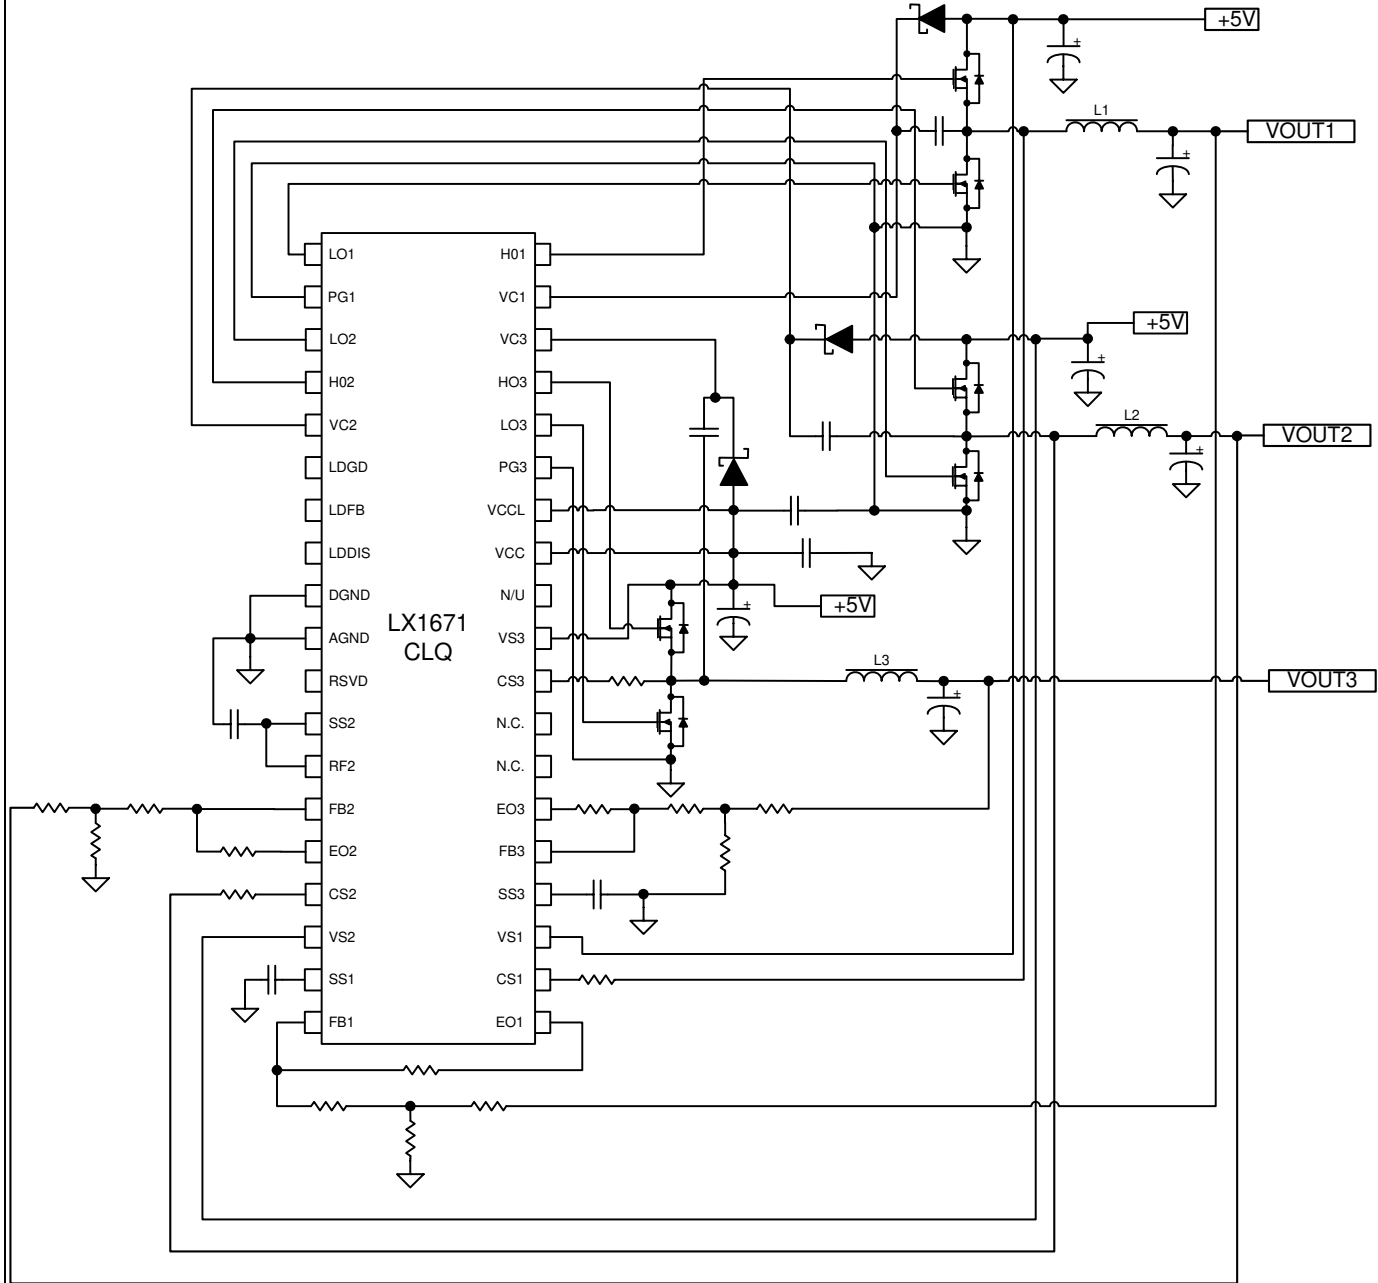 +5V
L1
VOUT1
LO1
H01
PG1
VC1
LO2
VC3
+5V
H02
HO3
VC2
LO3
L2
VOUT2
LDGD
PG3
LDFB
VCCL
LDDIS
VCC
DGND
N/U
+5V
LX1671
CLQ
AGND
VS3
RSVD
CS3
L3
VOUT3
SS2
N.C.
RF2
N.C.
FB2
EO3
EO2
FB3
CS2
SS3
VS2
VS1
SS1
CS1
FB1
EO1
+
+
+
+
+
+